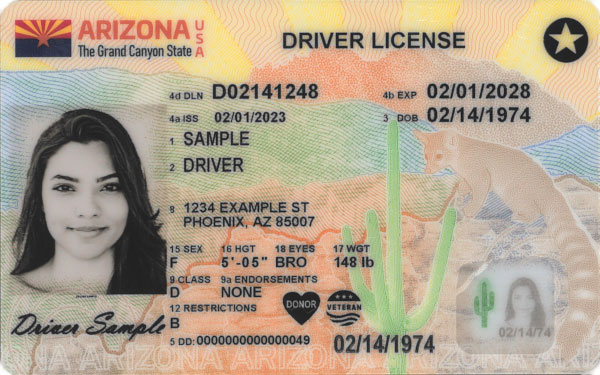 ARIZONA USA
The Grand Canyon State
DRIVER LICENSE
4d DLN D02141248 4b EXP 02/01/2028
4a ISS 02/01/2023 3 DOB 02/14/1974
1 SAMPLE
2 DRIVER
8 1234 EXAMPLE ST
PHOENIX, AZ 85007
15 SEX 16 HGT 18 EYES 17 WGT
F 5'-05" BRO 148 lb
9 CLASS 9a ENDORSEMENTS
D NONE
12 RESTRICTIONS
B
DONOR
VETERAN
Driver Sample
5 DD: 0000000000000049
02/14/1974
02/14/74
NA ARIZONA ARIZONA ARIZONA ARIZONA